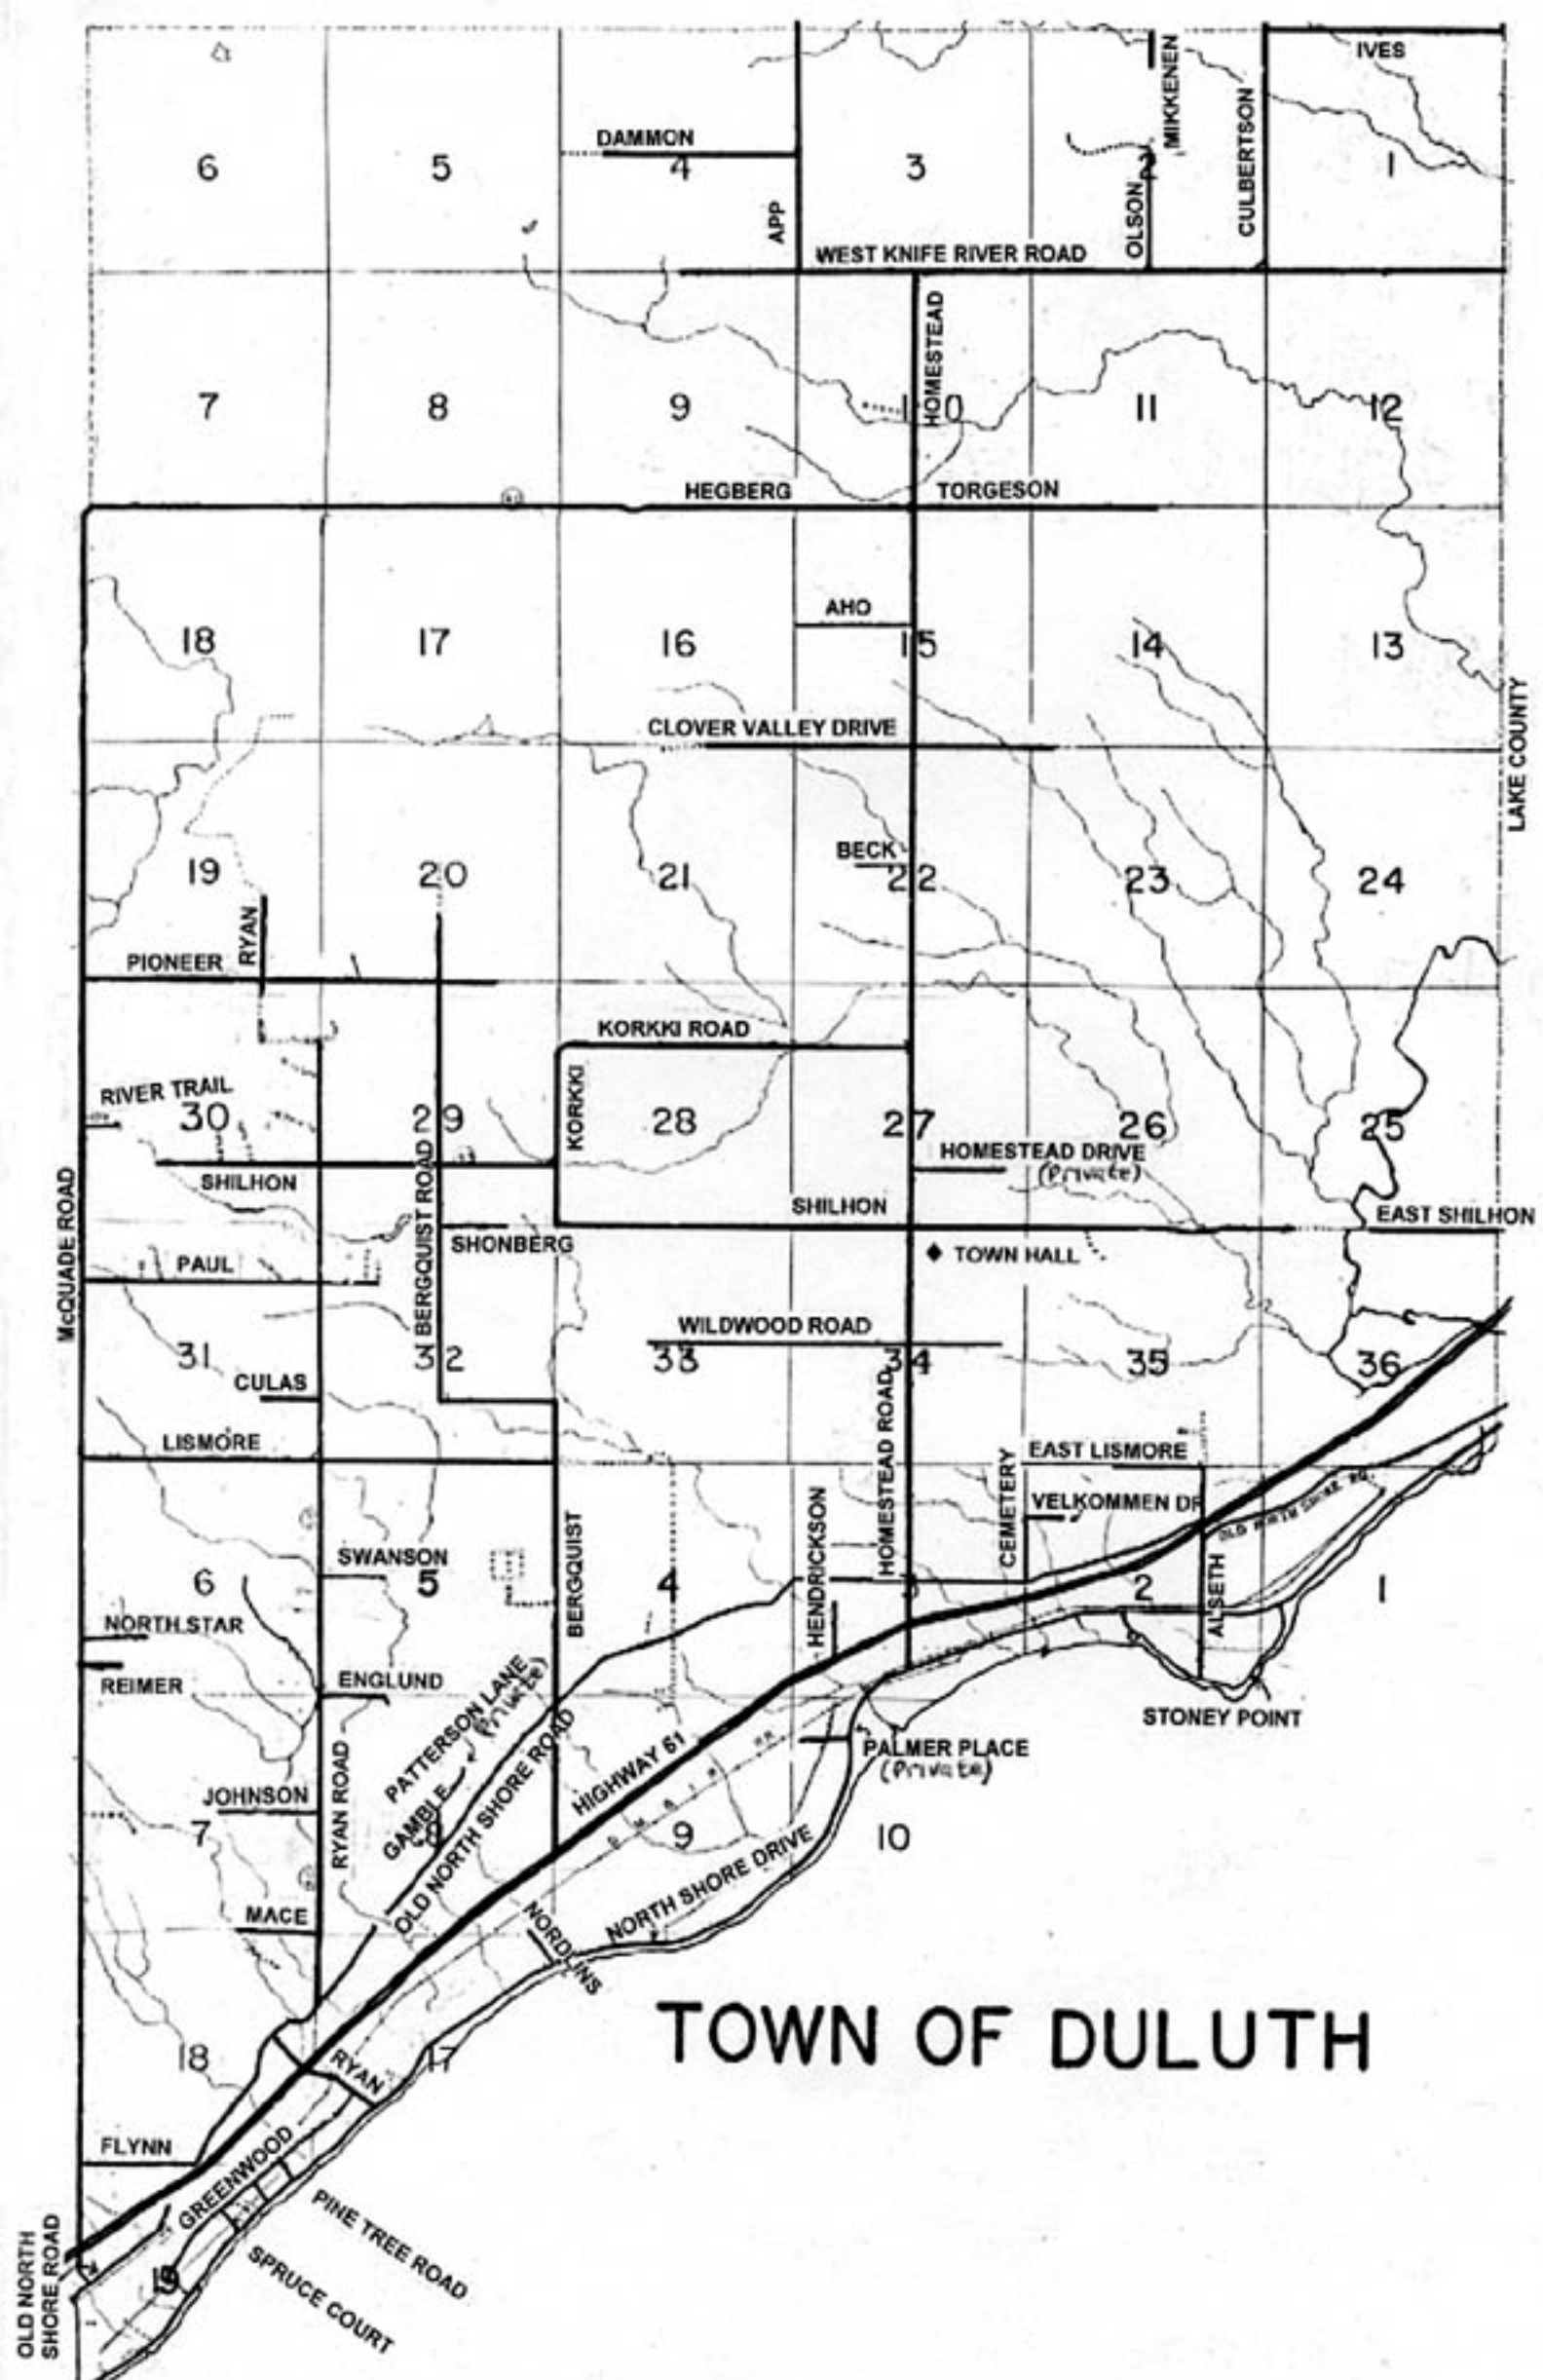 IVES
MIKKENEN
CULBERTSON
DAMMON
6
5
4
3
2
1
APP
OLSON
WEST KNIFE RIVER ROAD
HOMESTEAD
7
8
9
10
11
12
HEGBERG
TORGESON
AHO
18
17
16
15
14
13
LAKE COUNTY
CLOVER VALLEY DRIVE
BECK
19
20
21
22
23
24
RYAN
PIONEER
KORKKI ROAD
RIVER TRAIL
30
29
KORKKI
28
27
26
25
HOMESTEAD DRIVE
(Private)
SHILHON
SHILHON
EAST SHILHON
McQUADE ROAD
BERGQUIST ROAD
SHONBERG
TOWN HALL
PAUL
WILDWOOD ROAD
31
32
33
34
35
36
CULAS
LISMORE
HOMESTEAD ROAD
EAST LISMORE
CEMETERY
VELKOMMEN DR
OLD NORTH SHORE RD.
HENDRICKSON
BERGQUIST
SWANSON
6
5
4
3
2
1
ALSETH
NORTH STAR
REIMER
ENGLUND
STONEY POINT
PATTERSON LANE
(Private)
PALMER PLACE
(Private)
HIGHWAY 61
D M & I R RR
JOHNSON
RYAN ROAD
GAMBLE
OLD NORTH SHORE ROAD
7
8
9
10
NORTH SHORE DRIVE
MACE
NORDLINS
TOWN OF DULUTH
18
RYAN
17
FLYNN
GREENWOOD
PINE TREE ROAD
SPRUCE COURT
OLD NORTH
SHORE ROAD